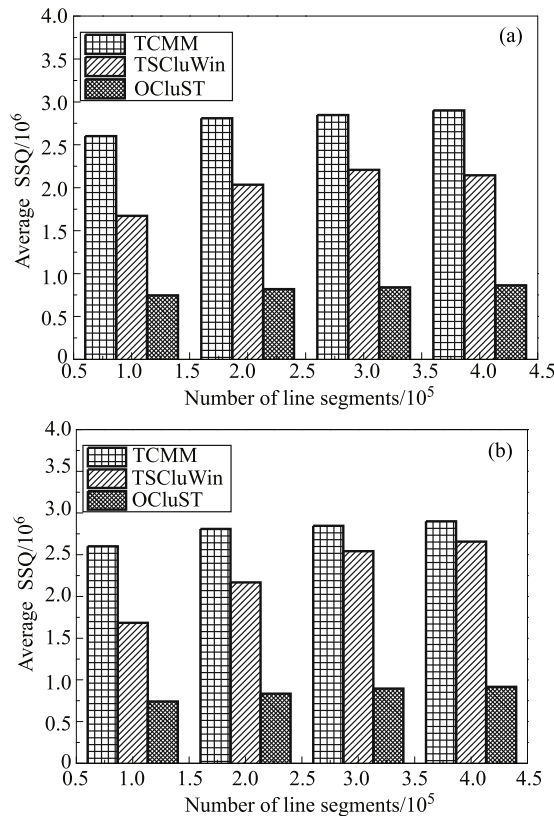 (a)
4.0
3.5
3.0
2.5
2.0
1.5
1.0
0.5
0
Average SSQ/10⁶
TCMM
TSCluWin
OCluST
0.5 1.0 1.5 2.0 2.5 3.0 3.5 4.0 4.5
Number of line segments/10⁵
(b)
4.0
3.5
3.0
2.5
2.0
1.5
1.0
0.5
0
Average SSQ/10⁶
TCMM
TSCluWin
OCluST
0.5 1.0 1.5 2.0 2.5 3.0 3.5 4.0 4.5
Number of line segments/10⁵